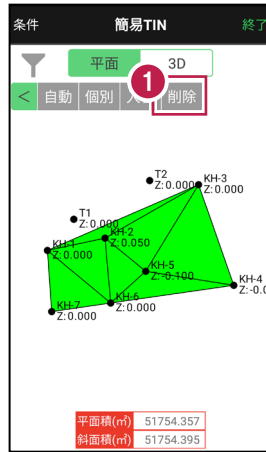 条件 簡易TIN 終了
平面 3D
1
< 自動 個別 削除
T2
Z:0.000
KH-3
Z:0.000
T1
Z:0.000
KH-2
Z:0.050
KH-1
Z:0.000
KH-5
Z:-0.100
KH-4
KH-6
Z:0.000
KH-7
Z:0.000
平面積(㎡) 51754.357
斜面積(㎡) 51754.395